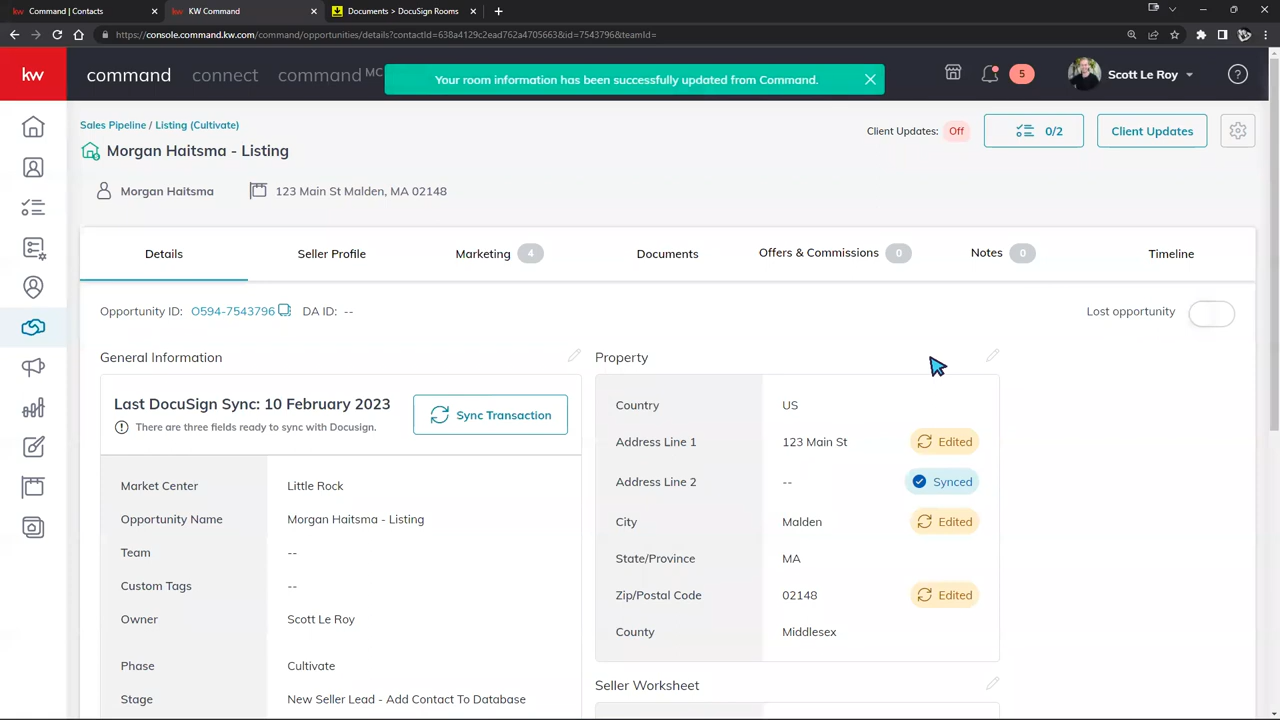 Command | Contacts
KW Command
Documents > DocuSign Rooms
https://console.command.kw.com/command/opportunities/details?contactId=638a4129c2ead762a4705663&id=7543796&teamId=
kw
command
connect
command MC
Your room information has been successfully updated from Command.
5
Scott Le Roy
Sales Pipeline / Listing (Cultivate)
Morgan Haitsma - Listing
Client Updates: Off
0/2
Client Updates
Morgan Haitsma
123 Main St Malden, MA 02148
Details
Seller Profile
Marketing 4
Documents
Offers & Commissions 0
Notes 0
Timeline
Opportunity ID: O594-7543796 DA ID: --
Lost opportunity
General Information
Last DocuSign Sync: 10 February 2023
There are three fields ready to sync with Docusign.
Sync Transaction
Market Center Little Rock
Opportunity Name Morgan Haitsma - Listing
Team --
Custom Tags --
Owner Scott Le Roy
Phase Cultivate
Stage New Seller Lead - Add Contact To Database
Property
Country US
Address Line 1 123 Main St Edited
Address Line 2 -- Synced
City Malden Edited
State/Province MA
Zip/Postal Code 02148 Edited
County Middlesex
Seller Worksheet